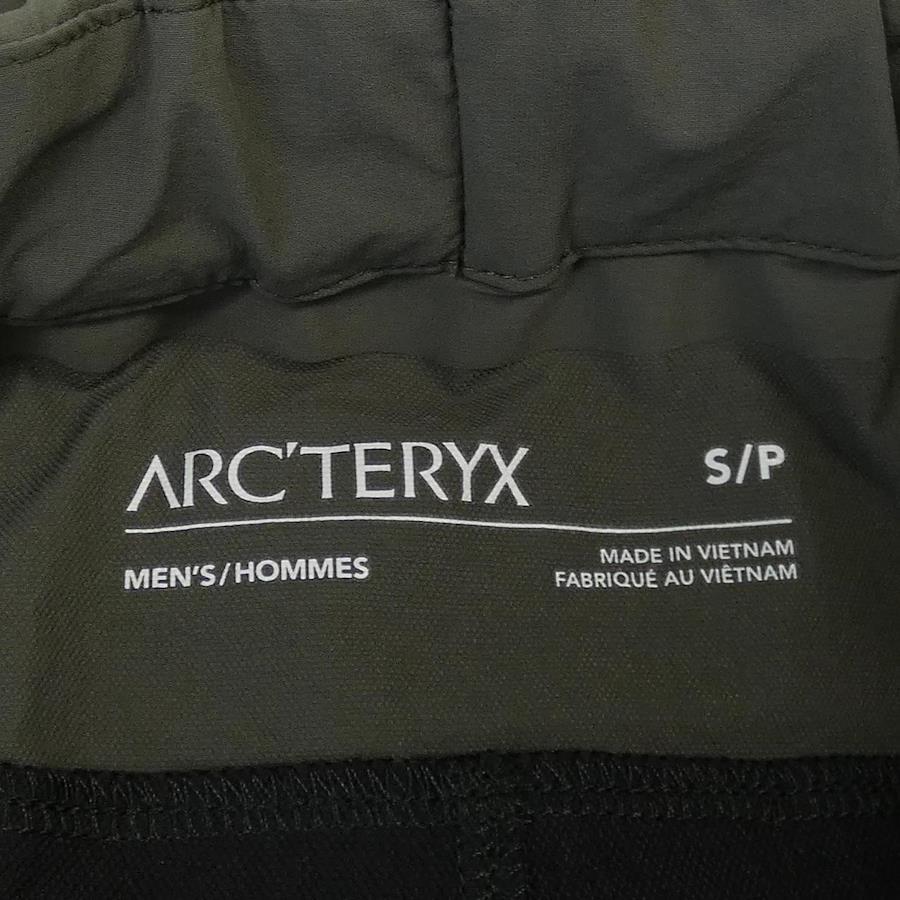 ARC'TERYX S/P
MEN'S/HOMMES
MADE IN VIETNAM
FABRIQUÉ AU VIÊTNAM